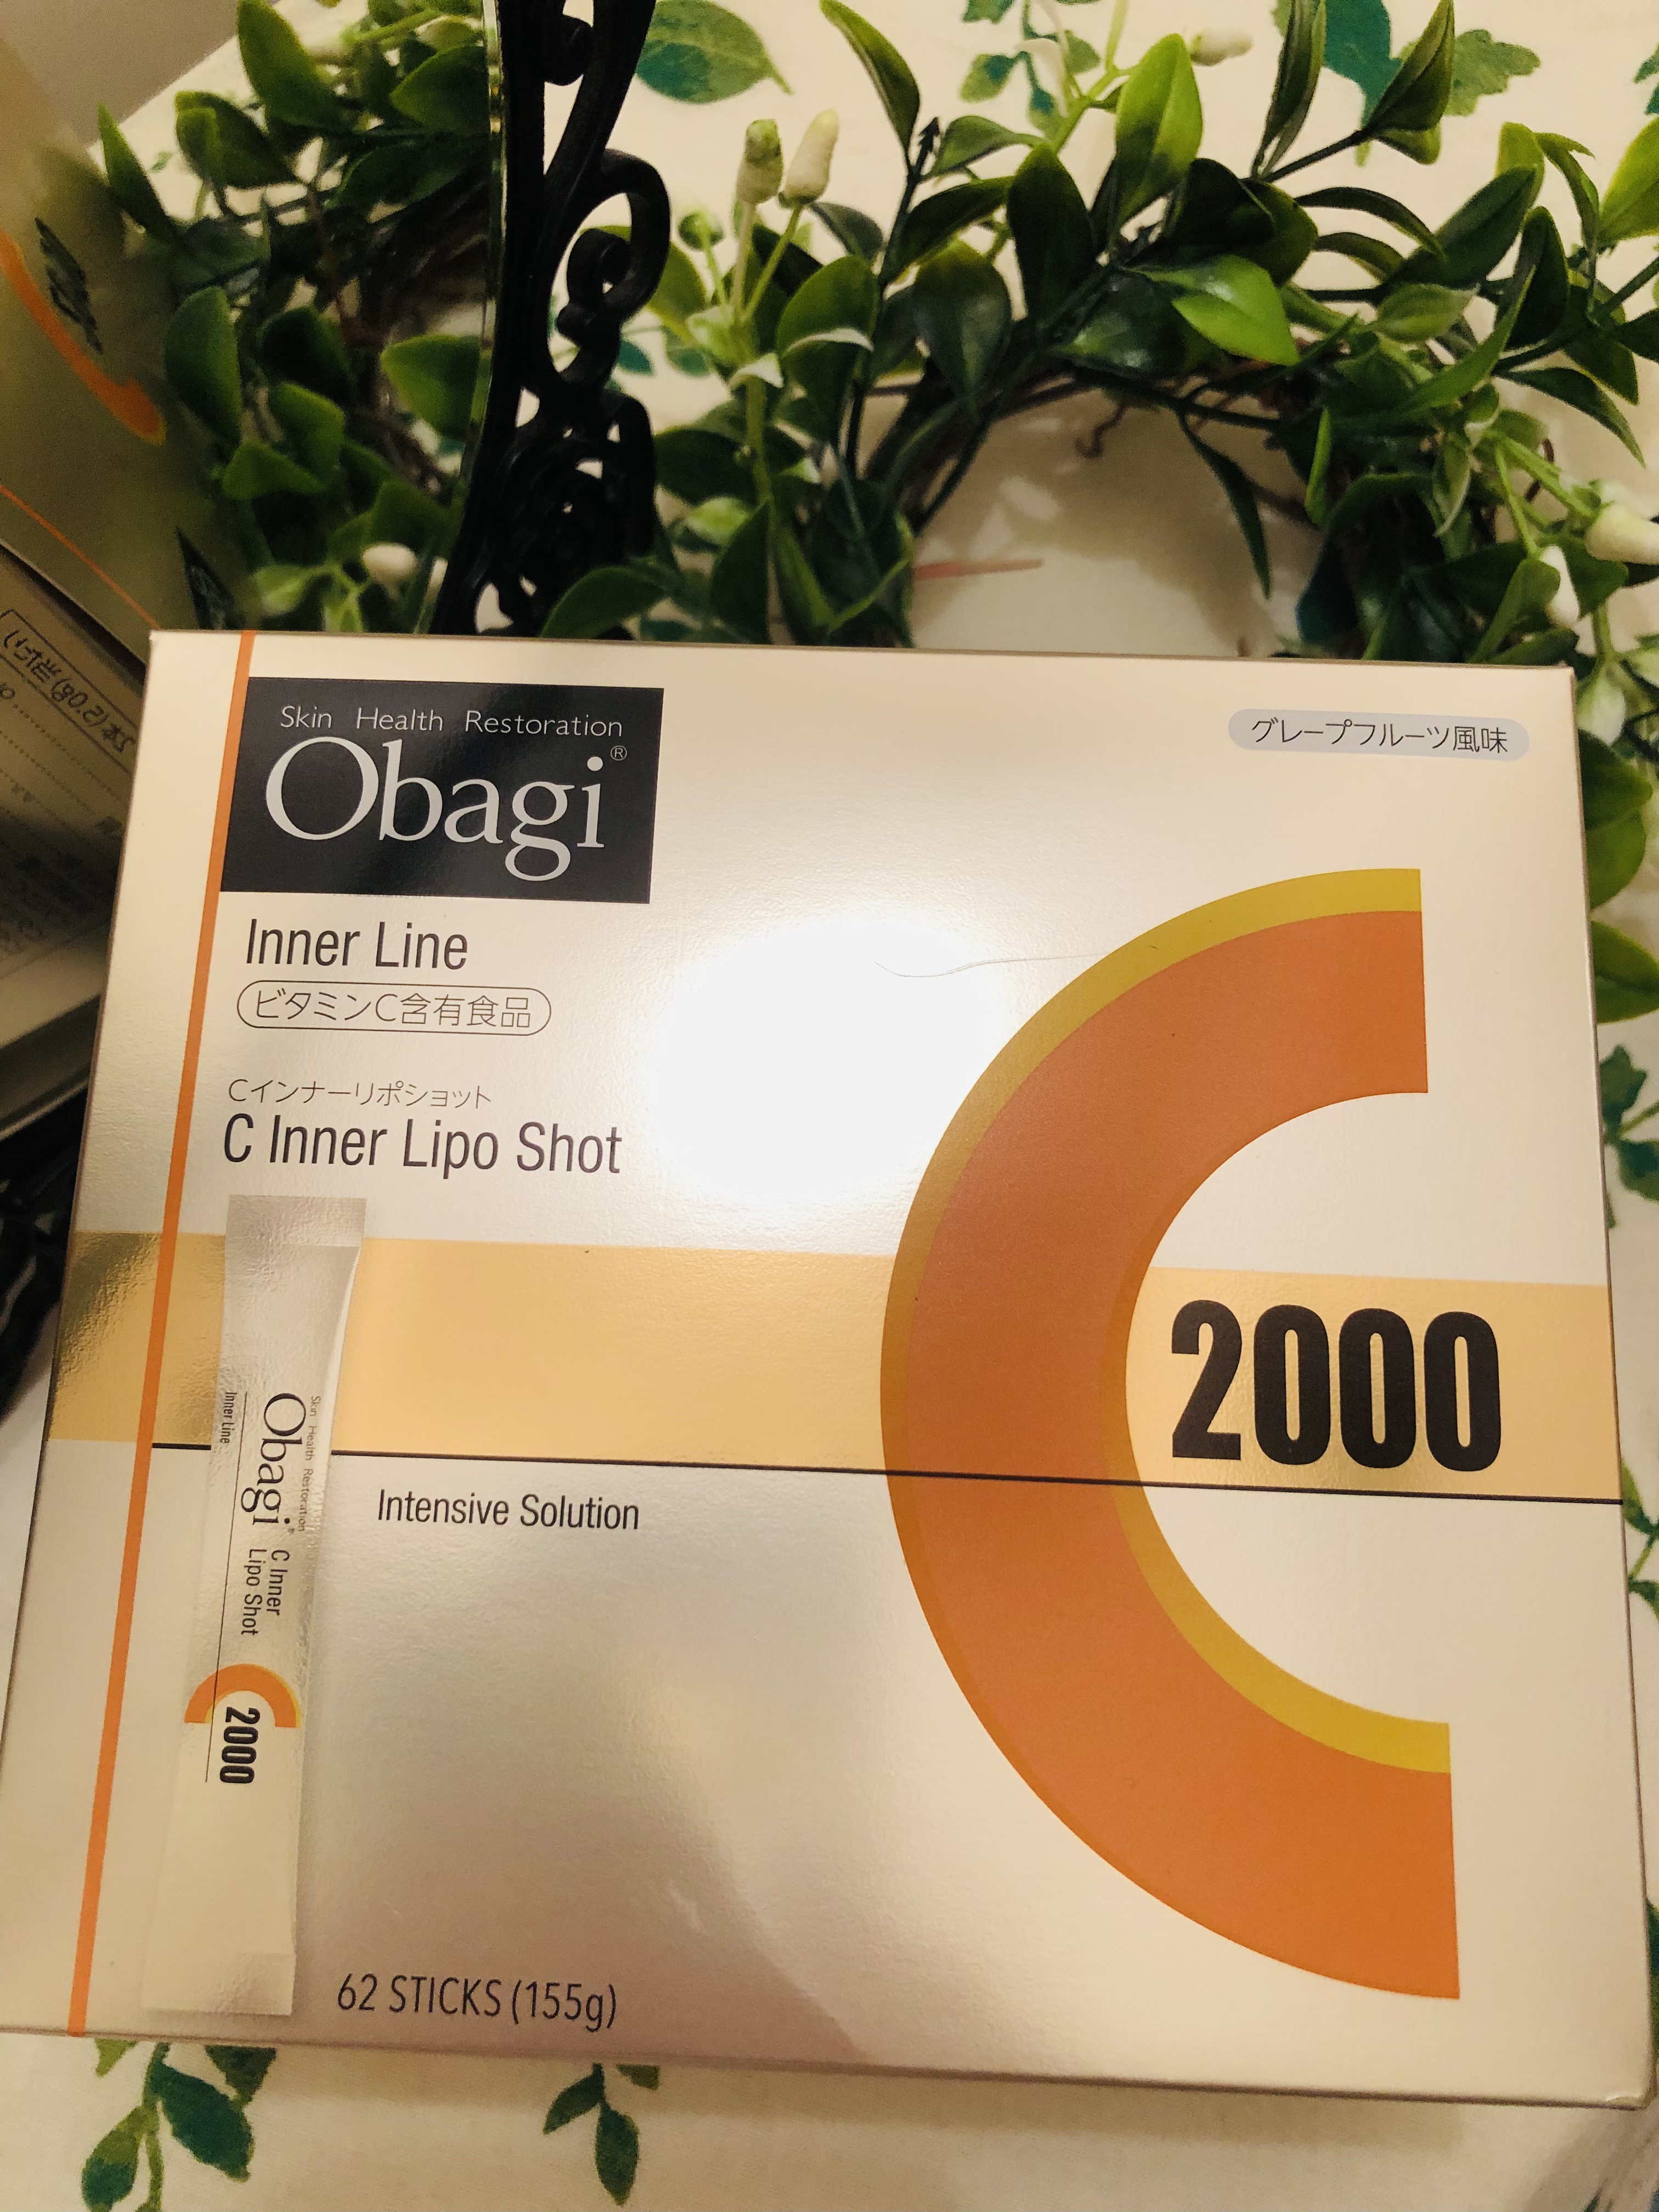 Skin Health Restoration
Obagi®
グレープフルーツ風味
Inner Line
ビタミンC含有食品
Cインナーリポショット
C Inner Lipo Shot
2000
Skin Health Restoration
Obagi®
Inner Line
C Inner
Lipo Shot
2000
Intensive Solution
62 STICKS (155g)